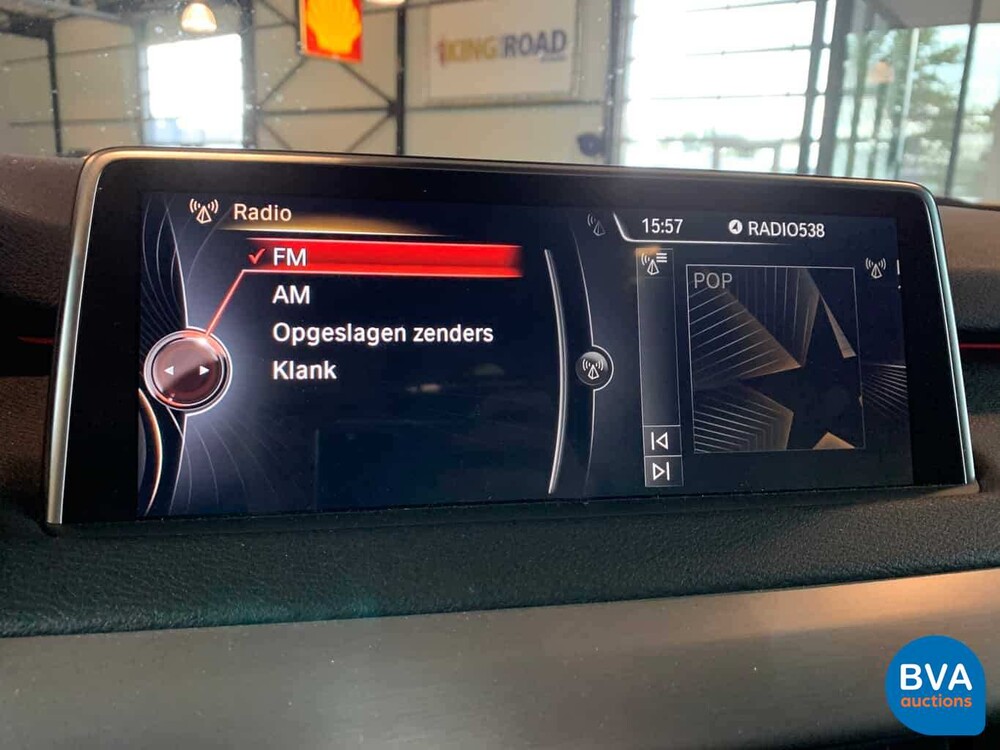 KING ROAD
Radio
15:57 RADIO538
FM
AM
Opgeslagen zenders
Klank
POP
BVA
auctions